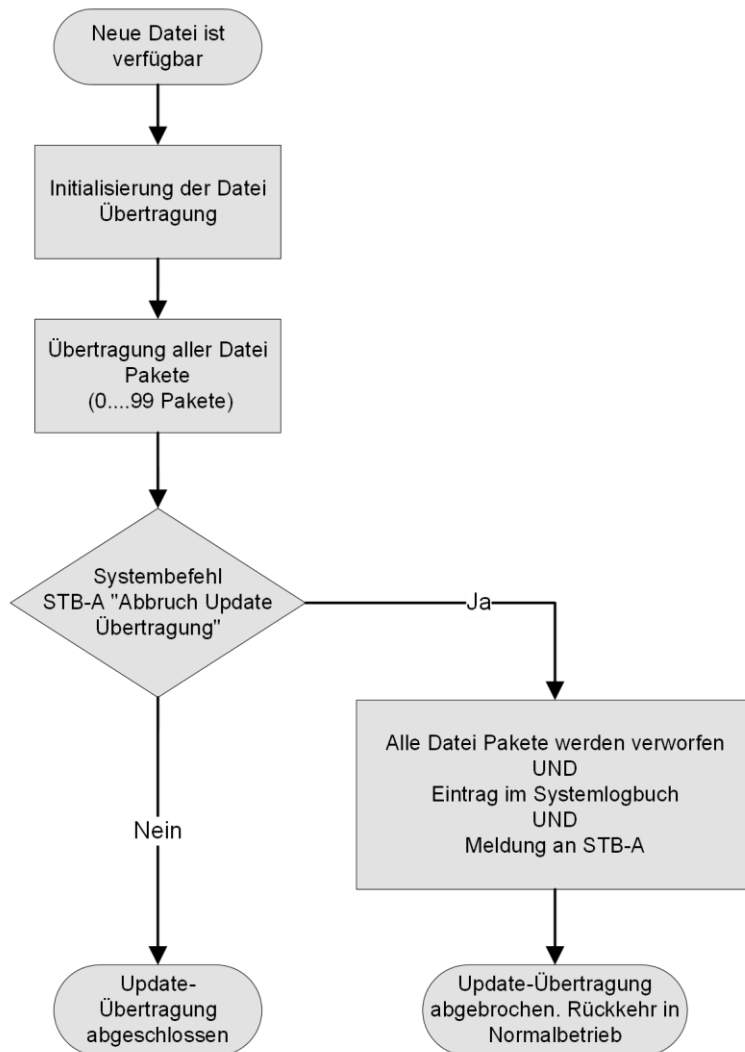 Neue Datei ist
verfügbar
Initialisierung der Datei
Übertragung
Übertragung aller Datei
Pakete
(0....99 Pakete)
Systembefehl
STB-A "Abbruch Update
Übertragung"
Ja
Alle Datei Pakete werden verworfen
UND
Eintrag im Systemlogbuch
UND
Meldung an STB-A
Nein
Update-
Übertragung
abgeschlossen
Update-Übertragung
abgebrochen. Rückkehr in
Normalbetrieb